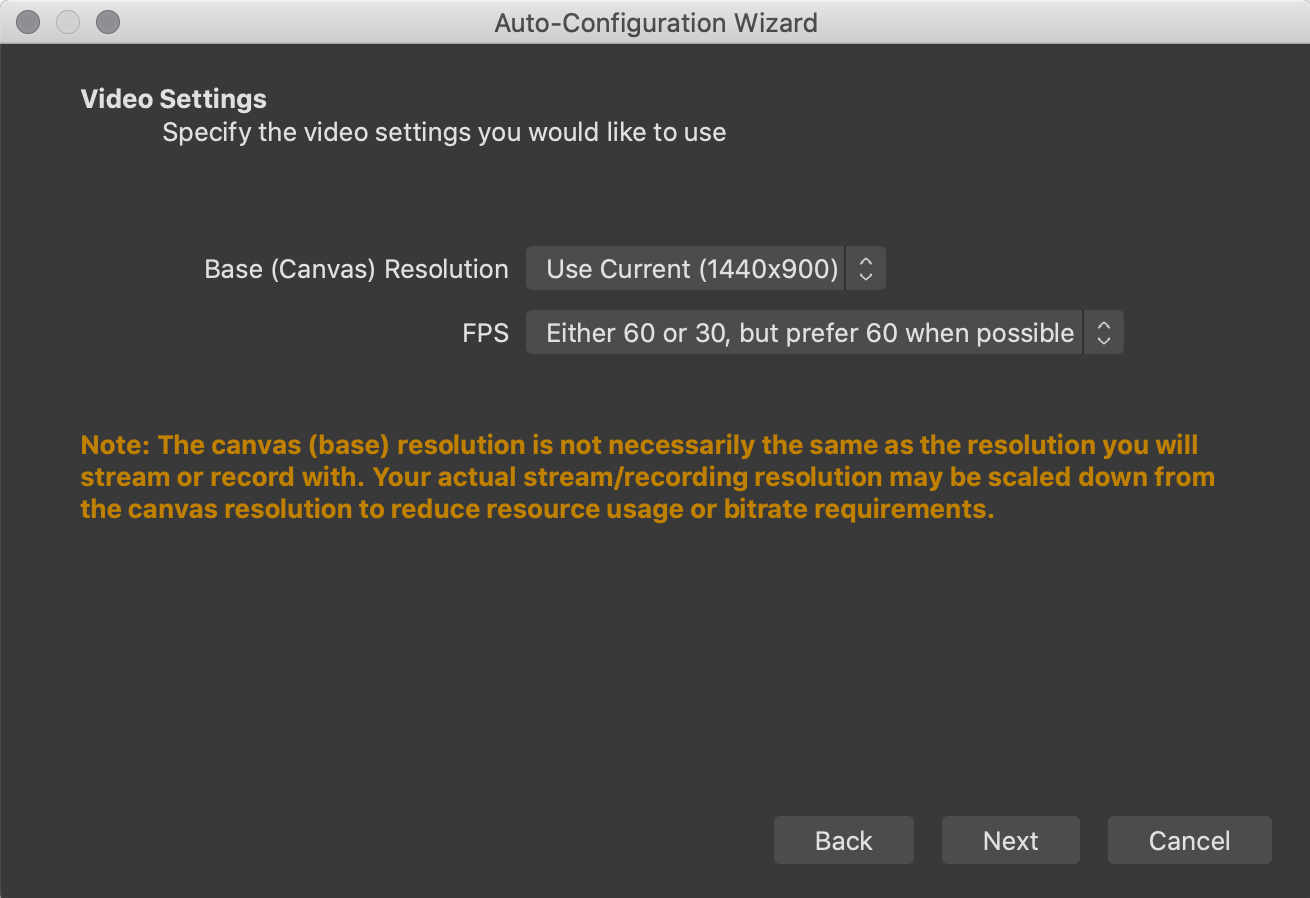 Auto-Configuration Wizard
Video Settings
Specify the video settings you would like to use
Base (Canvas) Resolution Use Current (1440x900)
FPS Either 60 or 30, but prefer 60 when possible
Note: The canvas (base) resolution is not necessarily the same as the resolution you will
stream or record with. Your actual stream/recording resolution may be scaled down from
the canvas resolution to reduce resource usage or bitrate requirements.
Back Next Cancel